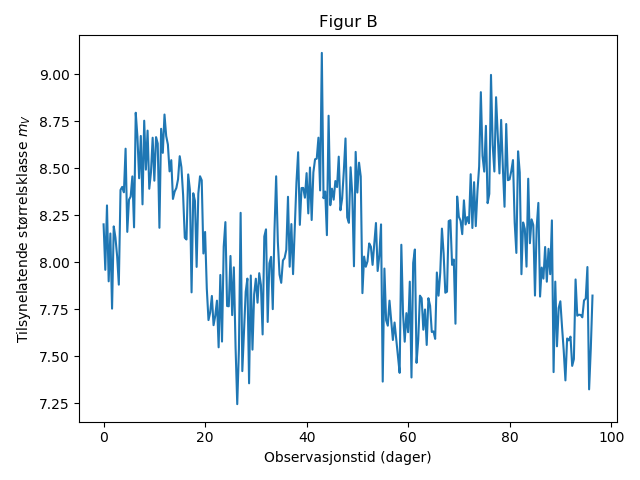 Figur B
Tilsynelatende størrelsklasse $m_V$
9.00
8.75
8.50
8.25
8.00
7.75
7.50
7.25
0 20 40 60 80 100
Observasjonstid (dager)